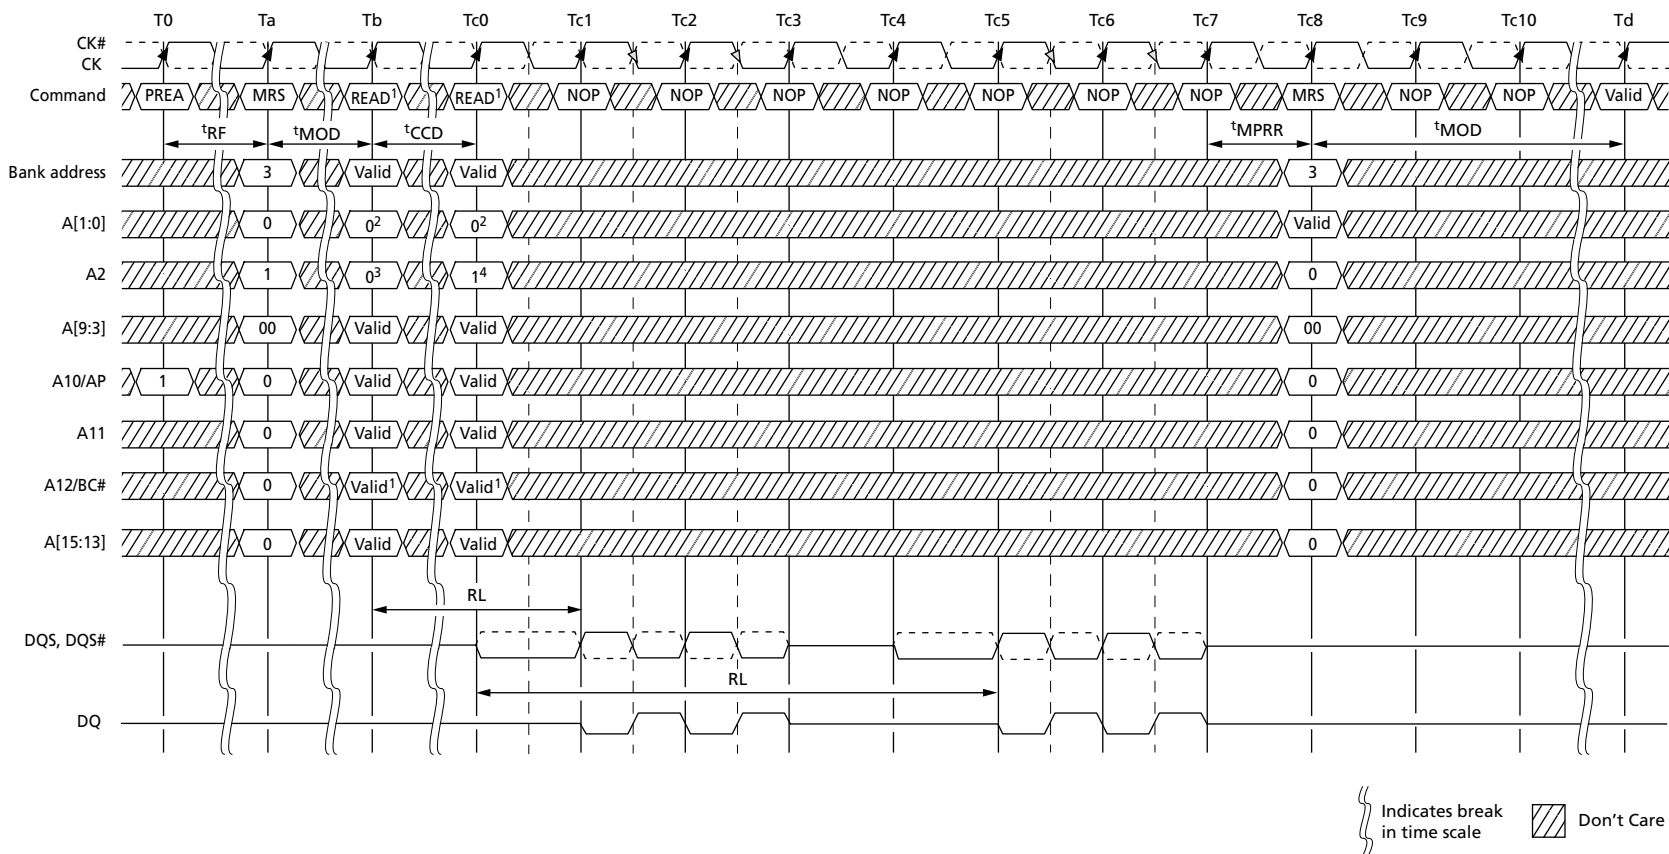 T0 Ta Tb Tc0 Tc1 Tc2 Tc3 Tc4 Tc5 Tc6 Tc7 Tc8 Tc9 Tc10 Td
CK#
CK
Command PREA MRS READ1 READ1 NOP NOP NOP NOP NOP NOP NOP MRS NOP NOP Valid
tRF tMOD tCCD tMPRR tMOD
Bank address 3 Valid Valid 3
A[1:0] 0 0² 0² Valid
A2 1 0³ 1⁴ 0
A[9:3] 00 Valid Valid 00
A10/AP 1 0 Valid Valid 0
A11 0 Valid Valid 0
A12/BC# 0 Valid1 Valid1 0
A[15:13] 0 Valid Valid 0
RL
DQS, DQS#
RL
DQ
Indicates break
in time scale
Don't Care